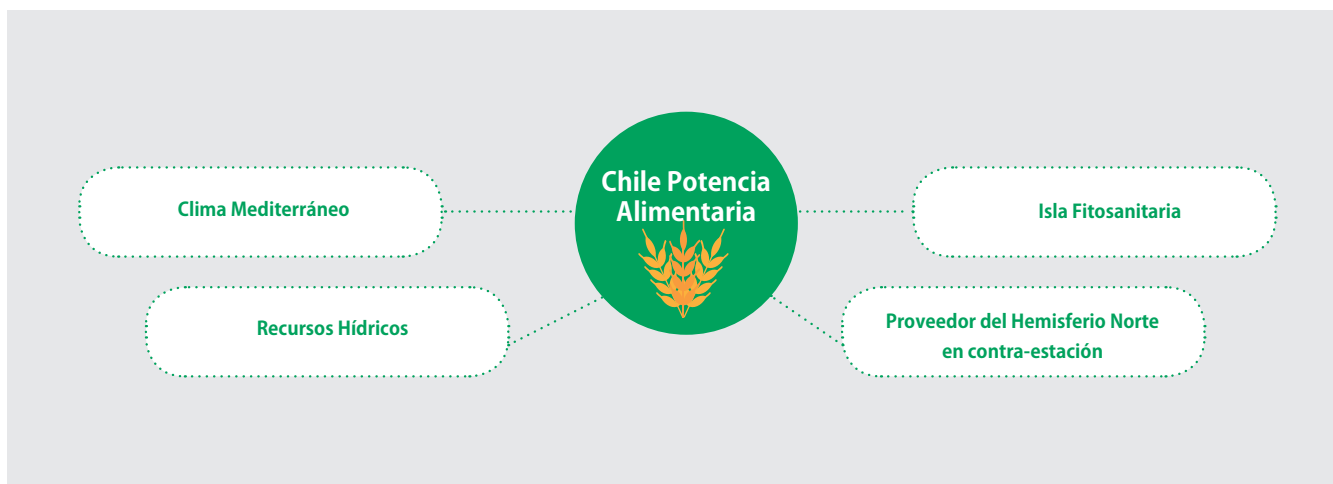 Chile Potencia
Alimentaria
Clima Mediterráneo
Isla Fitosanitaria
Recursos Hídricos
Proveedor del Hemisferio Norte
en contra-estación